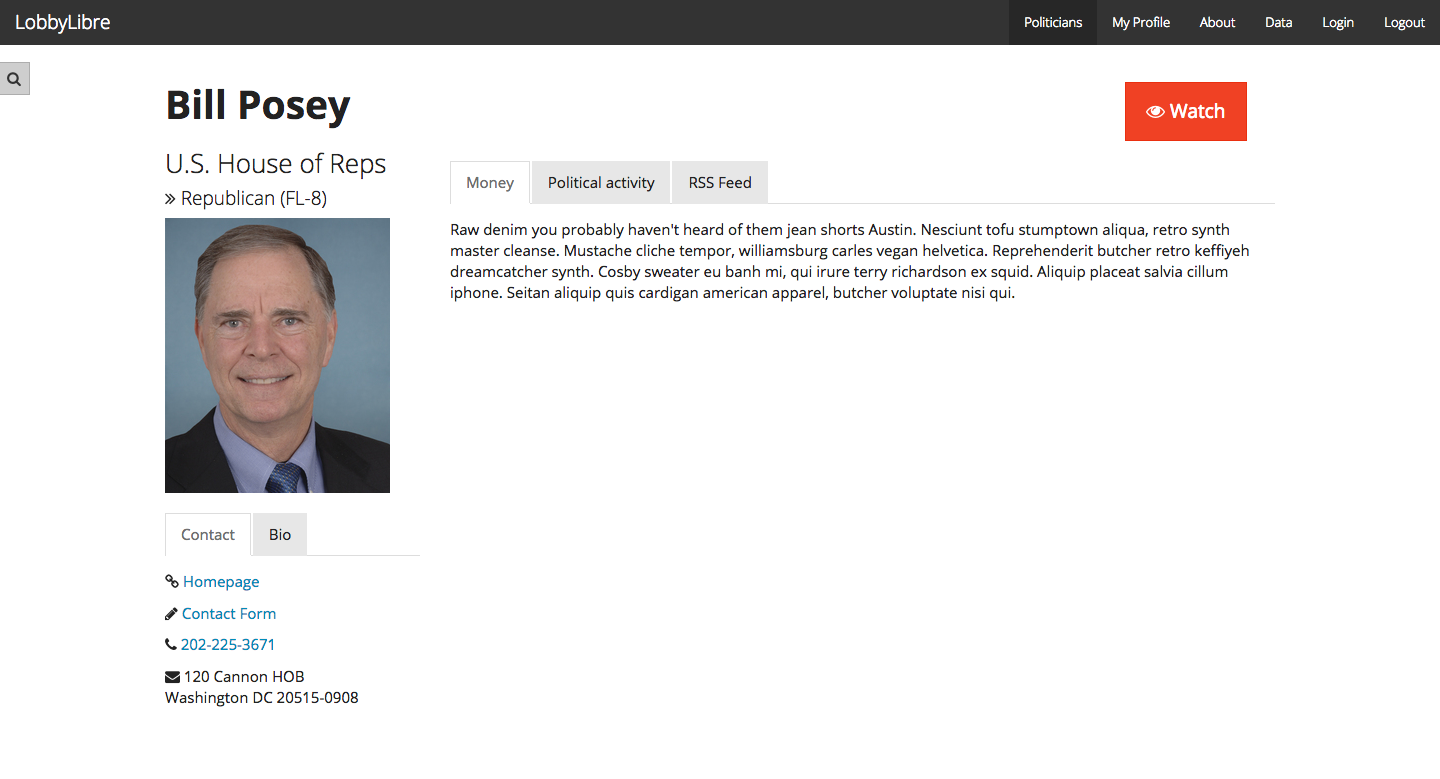 LobbyLibre
Politicians
My Profile
About
Data
Login
Logout
Bill Posey
Watch
U.S. House of Reps
» Republican (FL-8)
Money
Political activity
RSS Feed
Raw denim you probably haven't heard of them jean shorts Austin. Nesciunt tofu stumptown aliqua, retro synth
master cleanse. Mustache cliche tempor, williamsburg carles vegan helvetica. Reprehenderit butcher retro keffiyeh
dreamcatcher synth. Cosby sweater eu banh mi, qui irure terry richardson ex squid. Aliquip placeat salvia cillum
iphone. Seitan aliquip quis cardigan american apparel, butcher voluptate nisi qui.
Contact
Bio
Homepage
Contact Form
202-225-3671
120 Cannon HOB
Washington DC 20515-0908